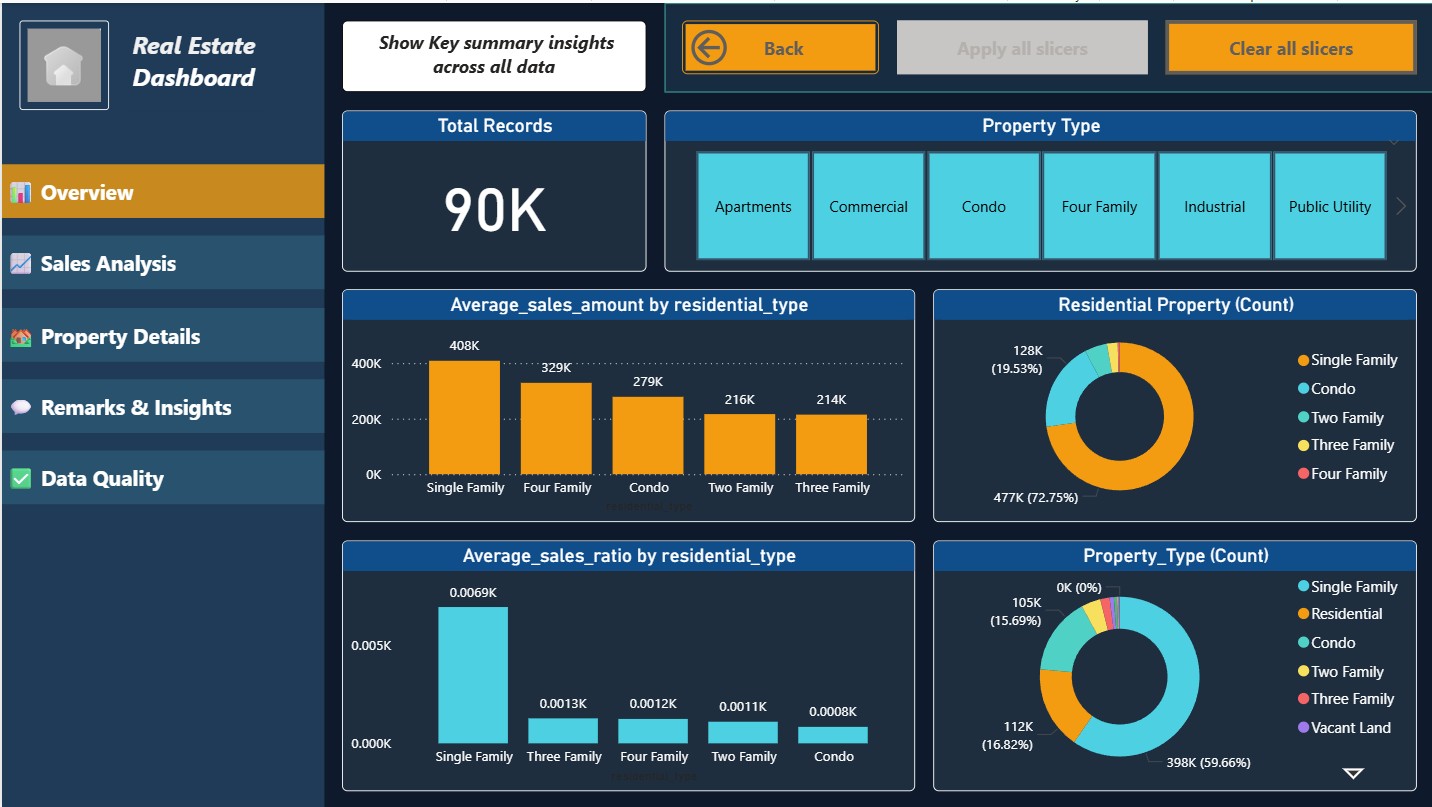 Real Estate
Dashboard
Show Key summary insights
across all data
Back
Apply all slicers
Clear all slicers
Overview
Sales Analysis
Property Details
Remarks & Insights
Data Quality
Total Records
90K
Property Type
Apartments
Commercial
Condo
Four Family
Industrial
Public Utility
Average_sales_amount by residential_type
400K
200K
0K
408K
329K
279K
216K
214K
Single Family
Four Family
Condo
Two Family
Three Family
residential_type
Residential Property (Count)
128K
(19.53%)
477K (72.75%)
Single Family
Condo
Two Family
Three Family
Four Family
Average_sales_ratio by residential_type
0.005K
0.000K
0.0069K
0.0013K
0.0012K
0.0011K
0.0008K
Single Family
Three Family
Four Family
Two Family
Condo
residential_type
Property_Type (Count)
0K (0%)
105K
(15.69%)
112K
(16.82%)
398K (59.66%)
Single Family
Residential
Condo
Two Family
Three Family
Vacant Land